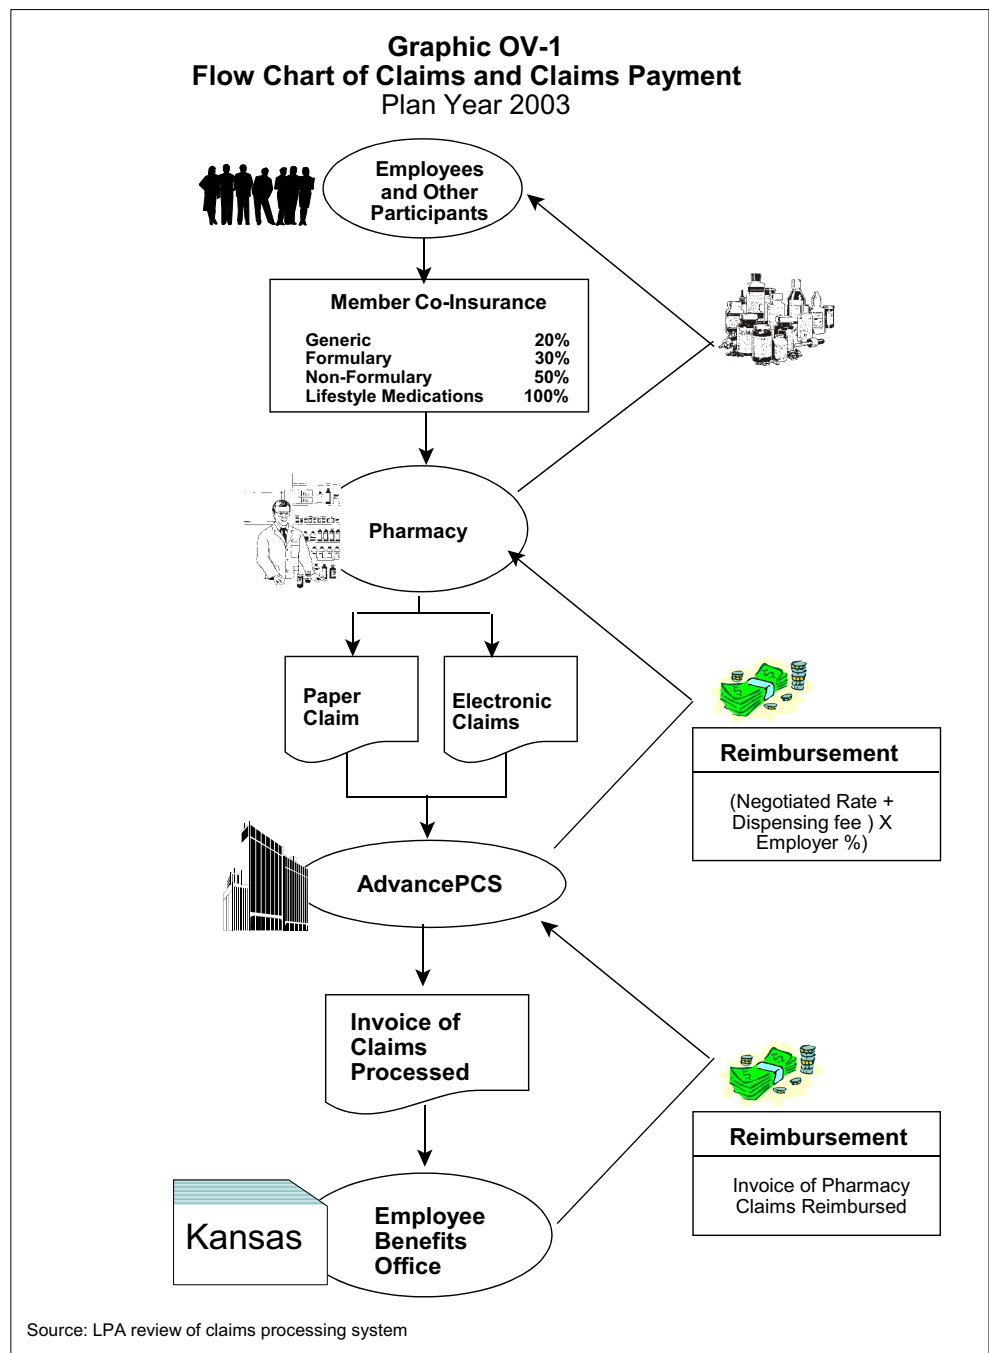 Graphic OV-1
Flow Chart of Claims and Claims Payment
Plan Year 2003
Employees
and Other
Participants
Member Co-Insurance
Generic 20%
Formulary 30%
Non-Formulary 50%
Lifestyle Medications 100%
Pharmacy
Paper
Claim
Electronic
Claims
Reimbursement
(Negotiated Rate +
Dispensing fee ) X
Employer %)
AdvancePCS
Invoice of
Claims
Processed
Reimbursement
Invoice of Pharmacy
Claims Reimbursed
Kansas
Employee
Benefits
Office
Source: LPA review of claims processing system